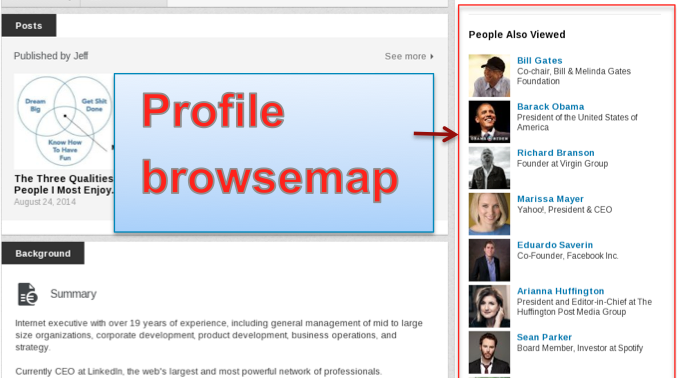 Posts
Published by Jeff
See more
Dream
Big
Get Shit
Done
Know How
To Have
Fun
The Three Qualities
People I Most Enjoy
August 24, 2014
Profile
browsemap
Background
Summary
Internet executive with over 19 years of experience, including general management of mid to large
size organizations, corporate development, product development, business operations, and
strategy.
Currently CEO at LinkedIn, the web's largest and most powerful network of professionals.
People Also Viewed
Bill Gates
Co-chair, Bill & Melinda Gates
Foundation
Barack Obama
President of the United States of
America
Richard Branson
Founder at Virgin Group
Marissa Mayer
Yahoo!, President & CEO
Eduardo Saverin
Co-Founder, Facebook Inc.
Arianna Huffington
President and Editor-in-Chief at The
Huffington Post Media Group
Sean Parker
Board Member, Investor at Spotify